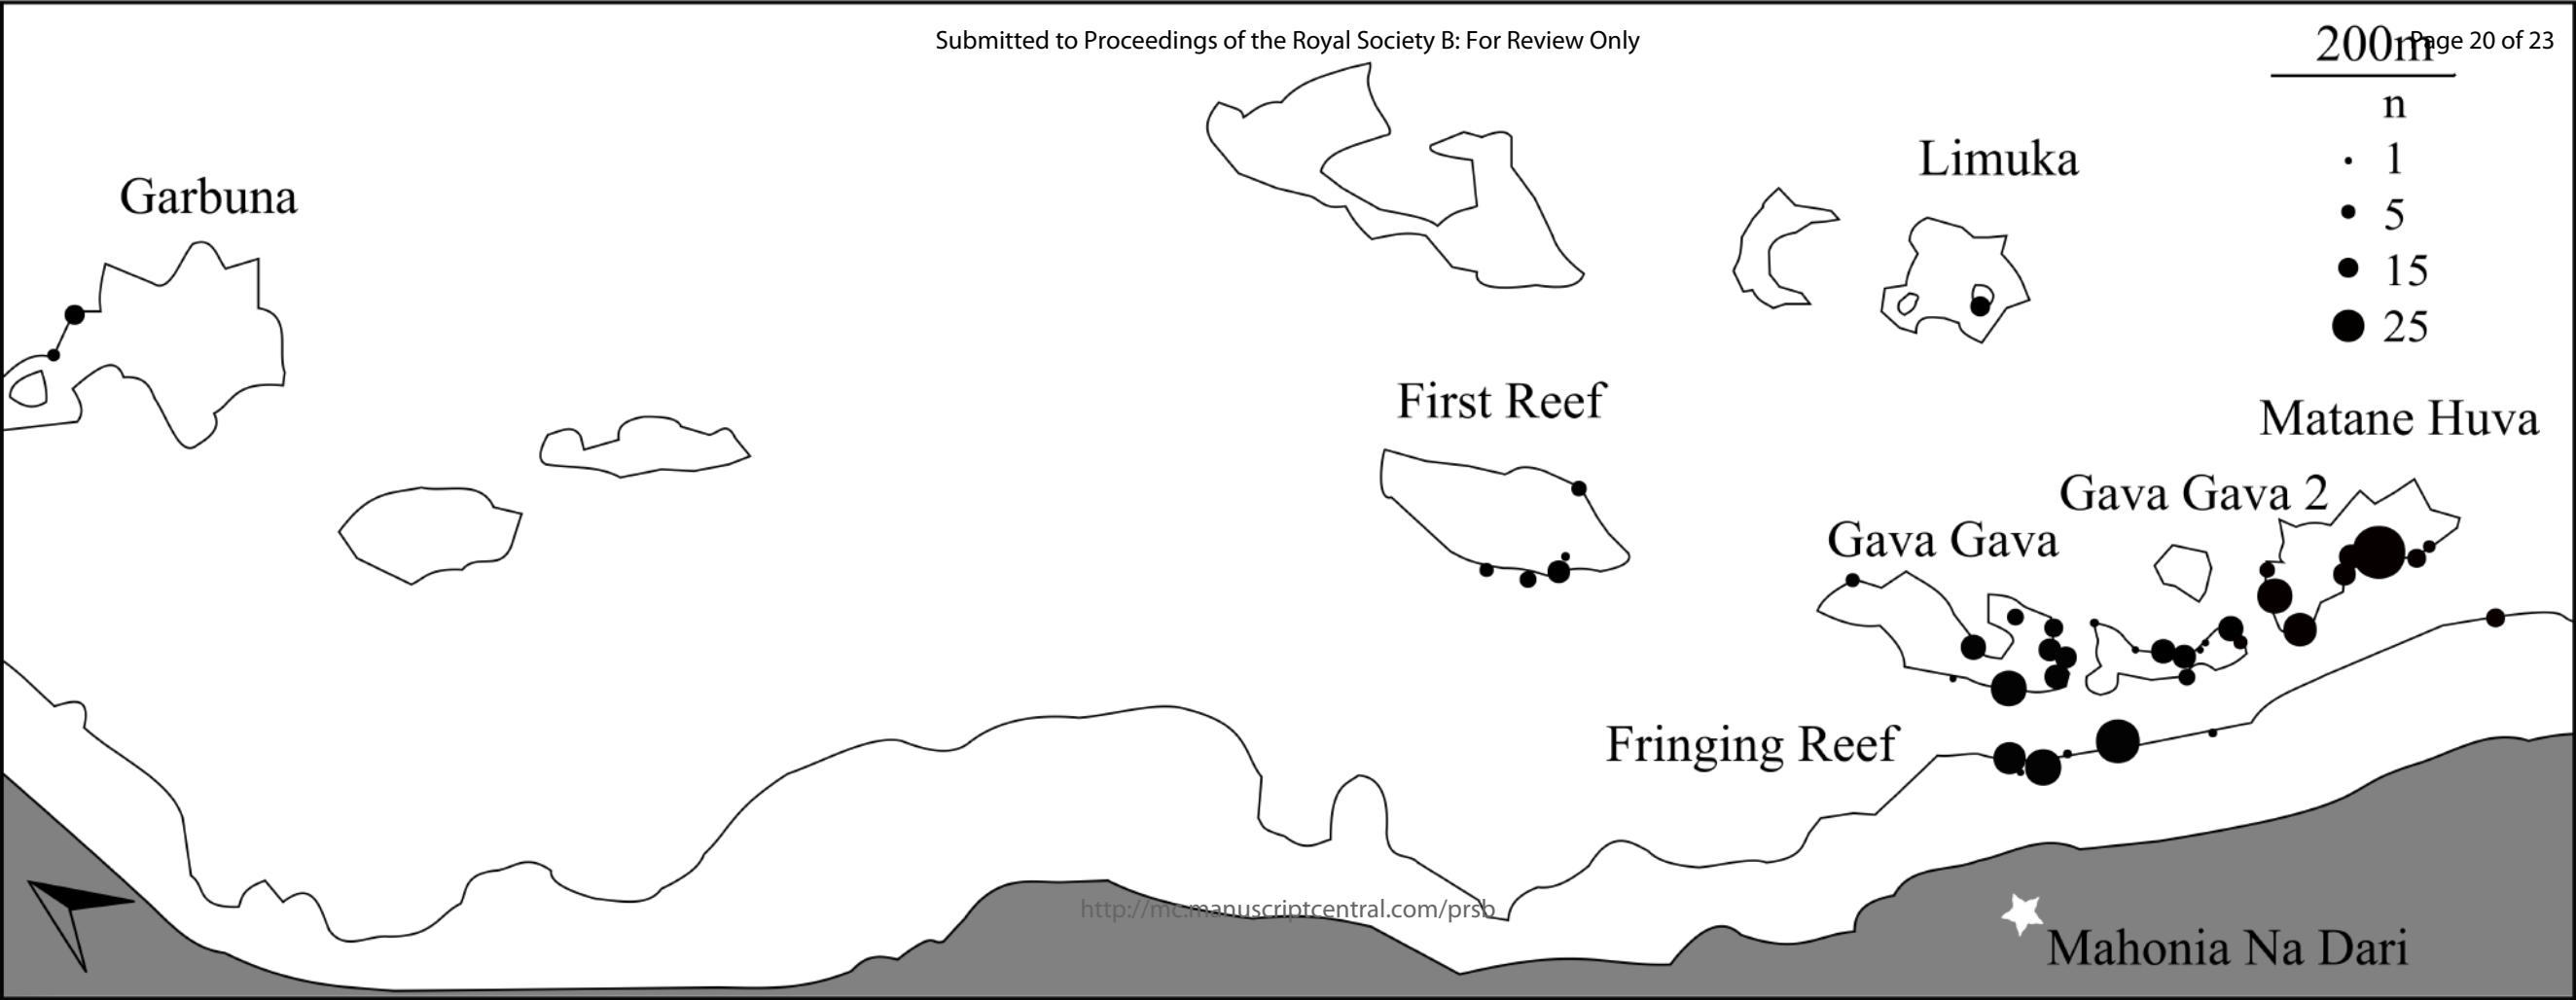 Submitted to Proceedings of the Royal Society B: For Review Only
Page 20 of 23
200m
n
1
5
15
25
Limuka
Garbuna
First Reef
Matane Huva
Gava Gava 2
Gava Gava
Fringing Reef
http://mc.manuscriptcentral.com/prsb
Mahonia Na Dari